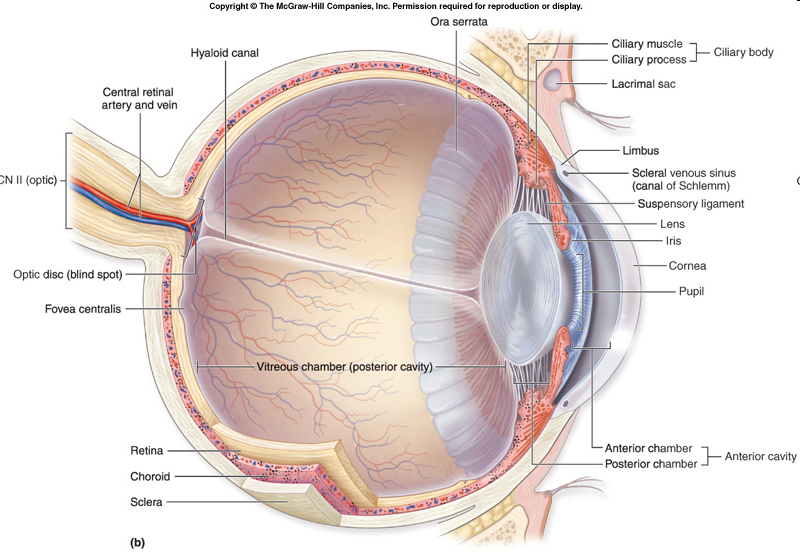 Copyright © The McGraw-Hill Companies, Inc. Permission required for reproduction or display.
Ora serrata
Hyaloid canal
Central retinal
artery and vein
CN II (optic)
Optic disc (blind spot)
Fovea centralis
Vitreous chamber (posterior cavity)
Retina
Choroid
Sclera
Ciliary muscle
Ciliary process
Ciliary body
Lacrimal sac
Limbus
Scleral venous sinus
(canal of Schlemm)
Suspensory ligament
Lens
Iris
Cornea
Pupil
Anterior chamber
Posterior chamber
Anterior cavity
(b)